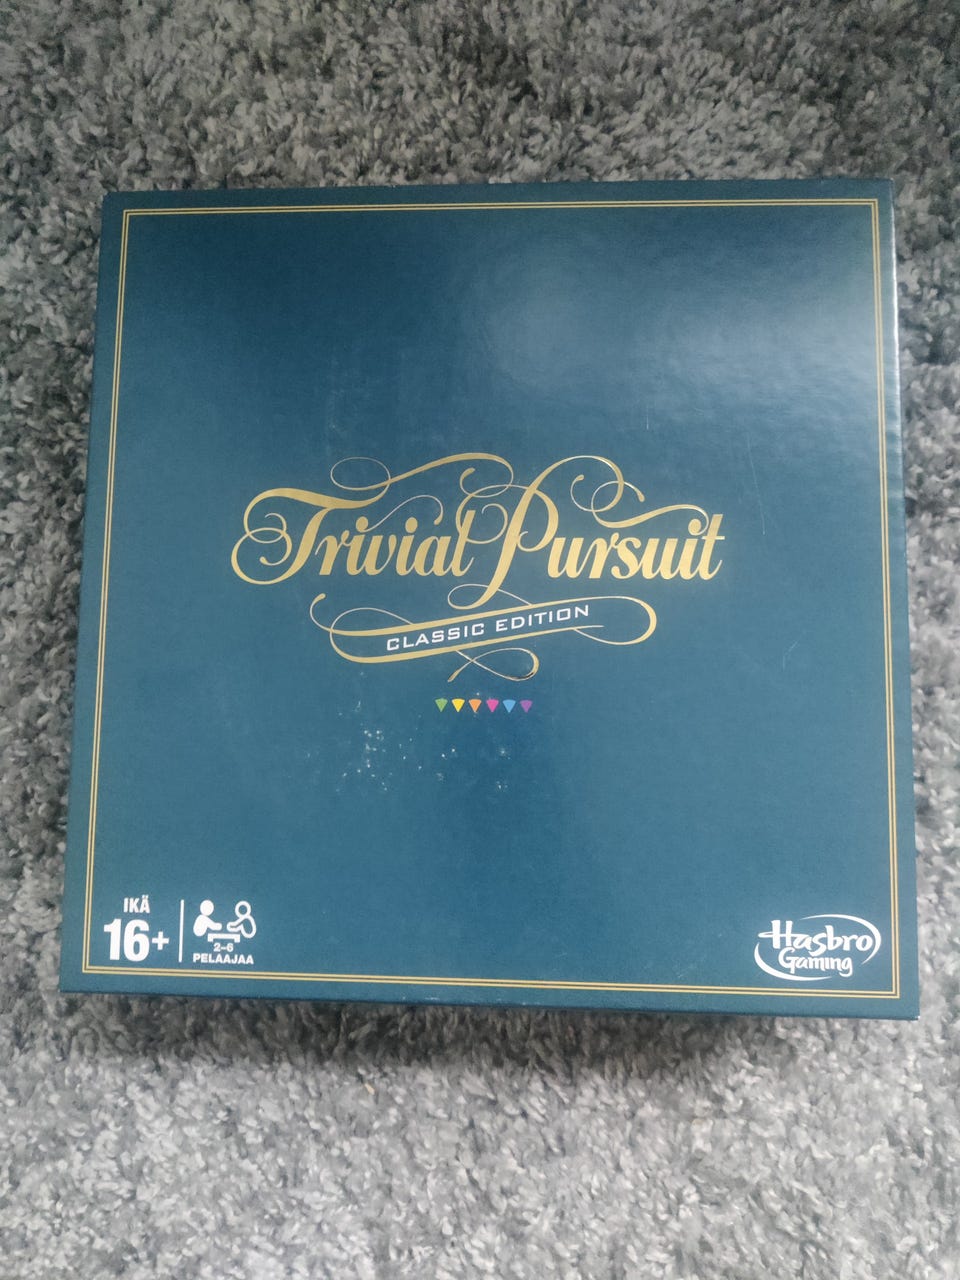 Trivial Pursuit
CLASSIC EDITION
IKÄ
16+
2-6
PELAAJAA
Hasbro
Gaming